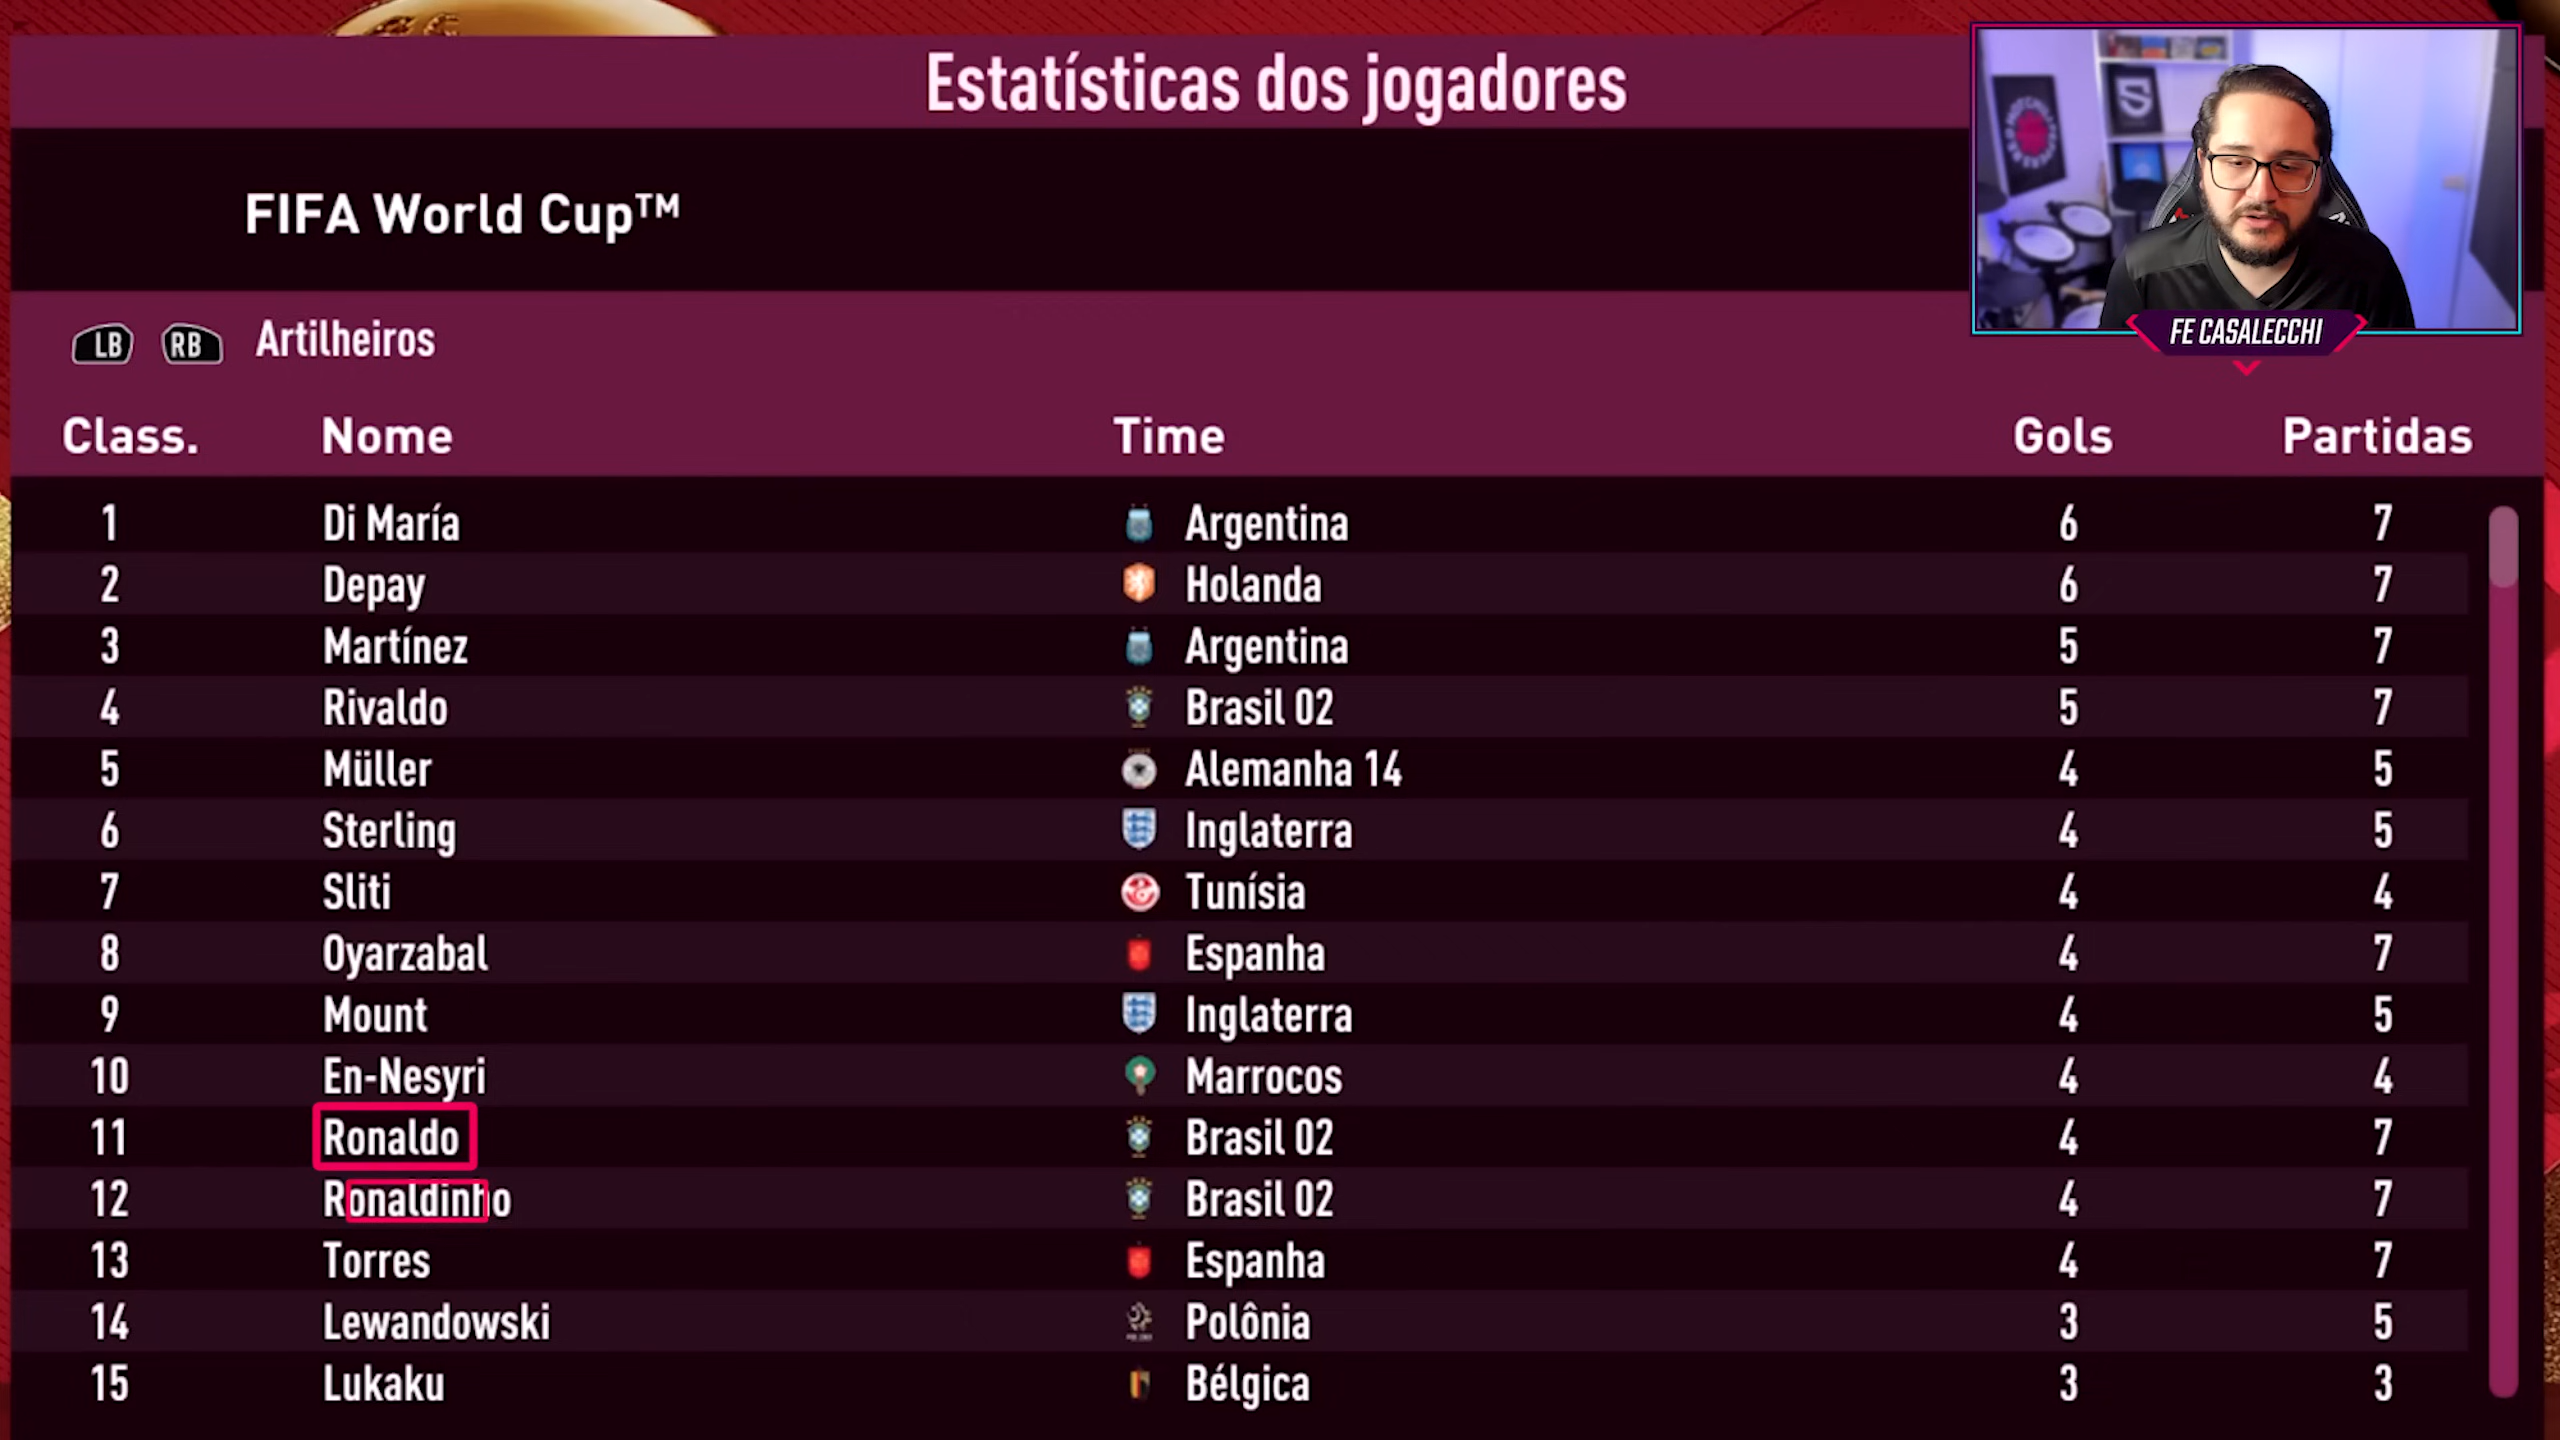 Estatísticas dos jogadores
FIFA World Cup™
FE CASALECCHI
LB RB Artilheiros
Class. Nome Time Gols Partidas
1 Di María Argentina 6 7
2 Depay Holanda 6 7
3 Martínez Argentina 5 7
4 Rivaldo Brasil 02 5 7
5 Müller Alemanha 14 4 5
6 Sterling Inglaterra 4 5
7 Sliti Tunísia 4 4
8 Oyarzabal Espanha 4 7
9 Mount Inglaterra 4 5
10 En-Nesyri Marrocos 4 4
11 Ronaldo Brasil 02 4 7
12 Ronaldinho Brasil 02 4 7
13 Torres Espanha 4 7
14 Lewandowski Polônia 3 5
15 Lukaku Bélgica 3 3